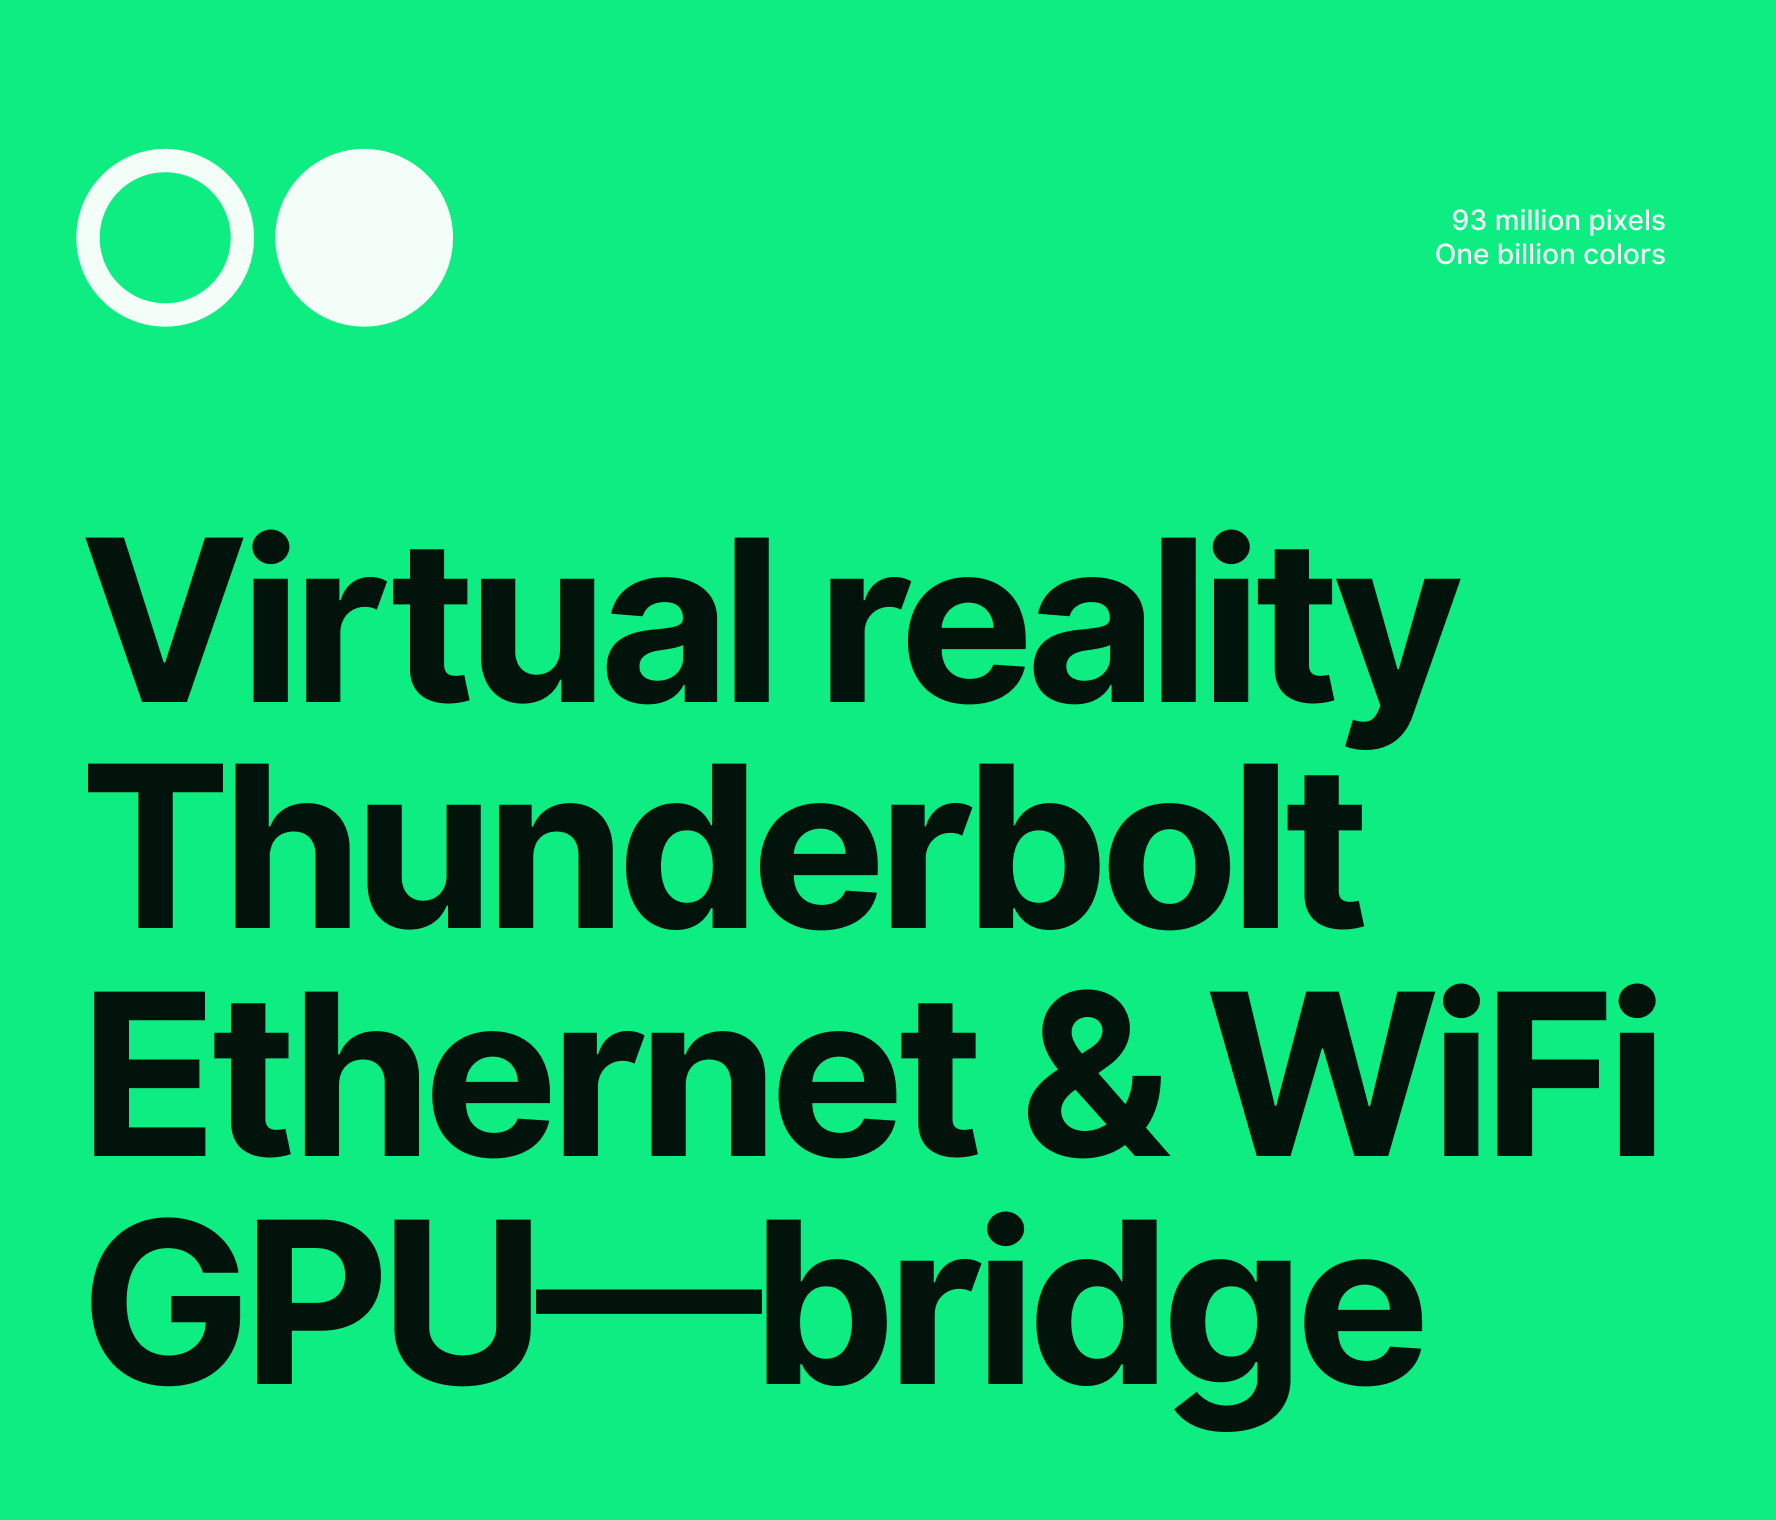 93 million pixels
One billion colors
Virtual reality
Thunderbolt
Ethernet & WiFi
GPU—bridge